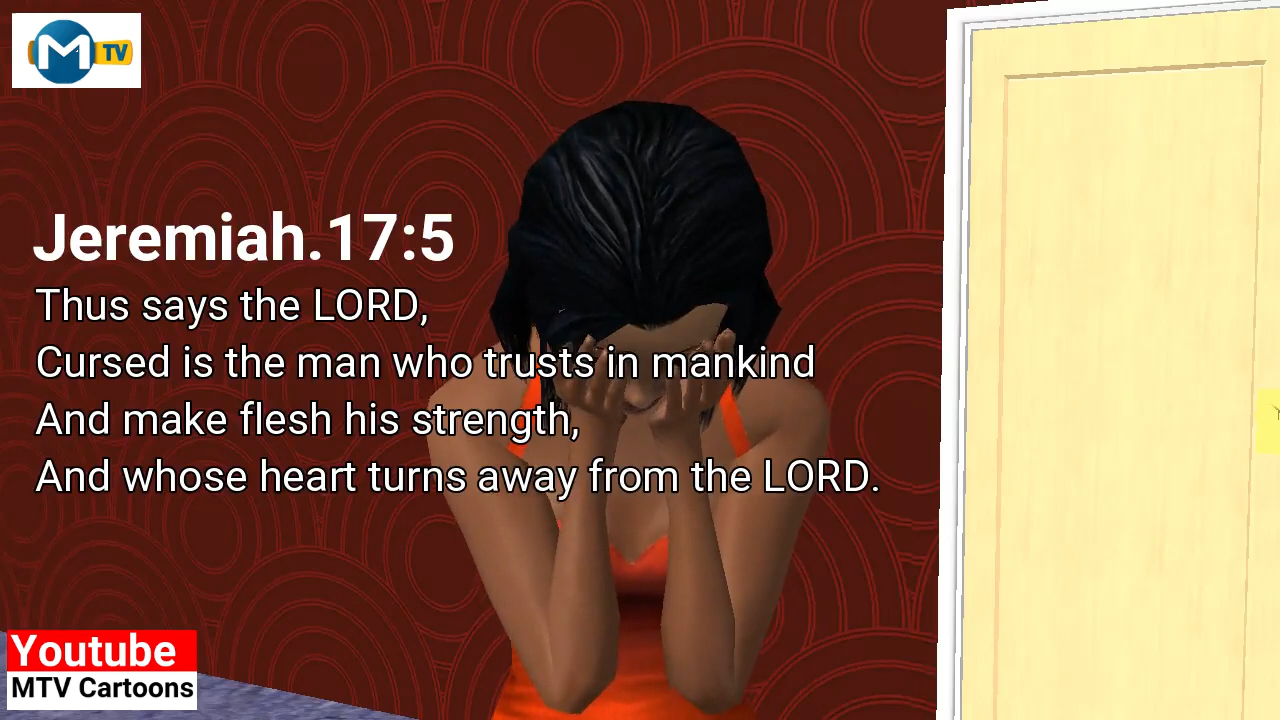 M TV
Jeremiah.17:5
Thus says the LORD,
Cursed is the man who trusts in mankind
And make flesh his strength,
And whose heart turns away from the LORD.
Youtube
MTV Cartoons